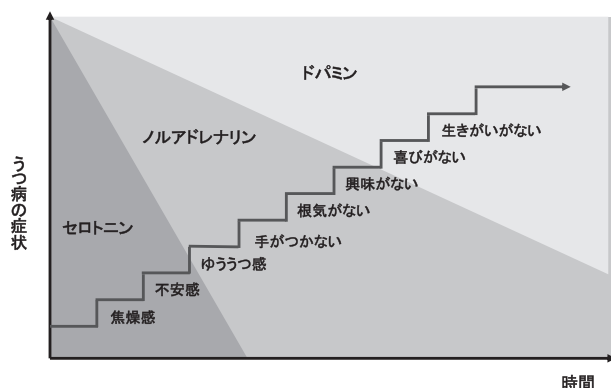 ドパミン
ノルアドレナリン
セロトニン
生きがいがない
喜びがない
興味がない
根気がない
手がつかない
ゆううつ感
不安感
焦燥感
うつ病の症状
時間